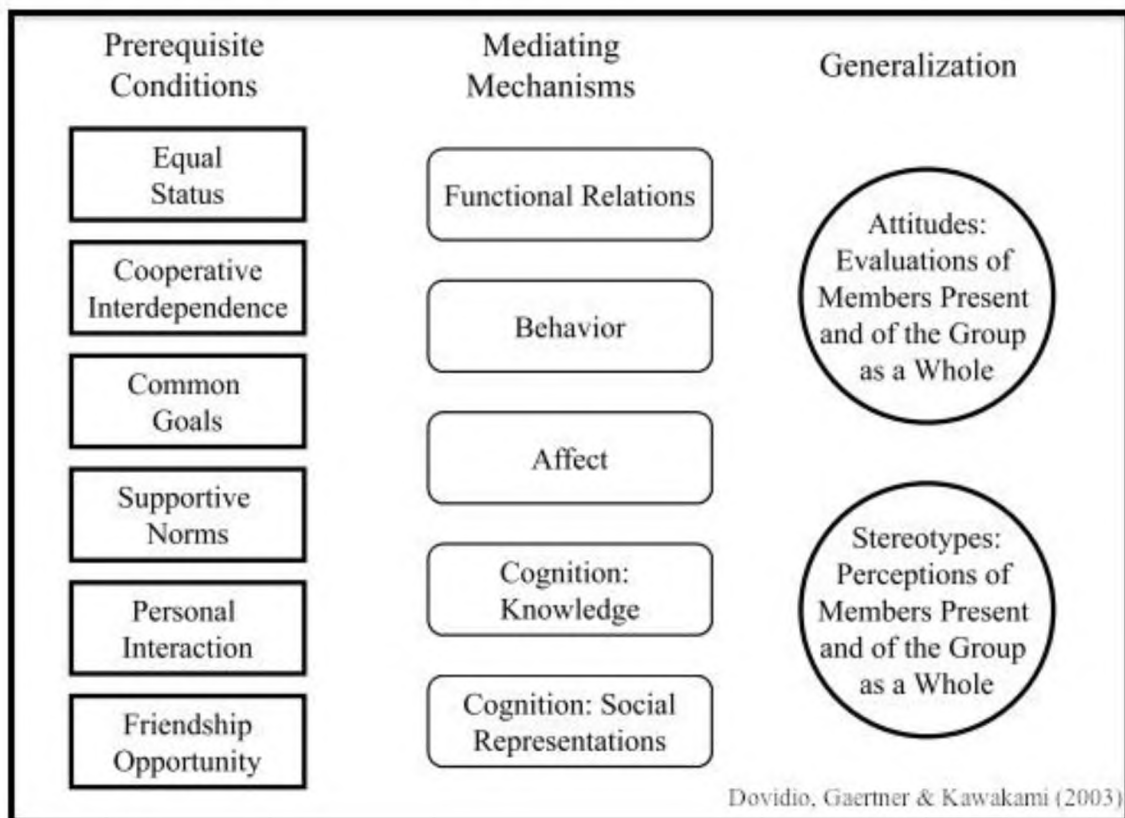 Prerequisite
Conditions
Equal
Status
Cooperative
Interdependence
Common
Goals
Supportive
Norms
Personal
Interaction
Friendship
Opportunity
Mediating
Mechanisms
Functional Relations
Behavior
Affect
Cognition:
Knowledge
Cognition: Social
Representations
Generalization
Attitudes:
Evaluations of
Members Present
and of the Group
as a Whole
Stereotypes:
Perceptions of
Members Present
and of the Group
as a Whole
Dovidio, Gaertner & Kawakami (2003)